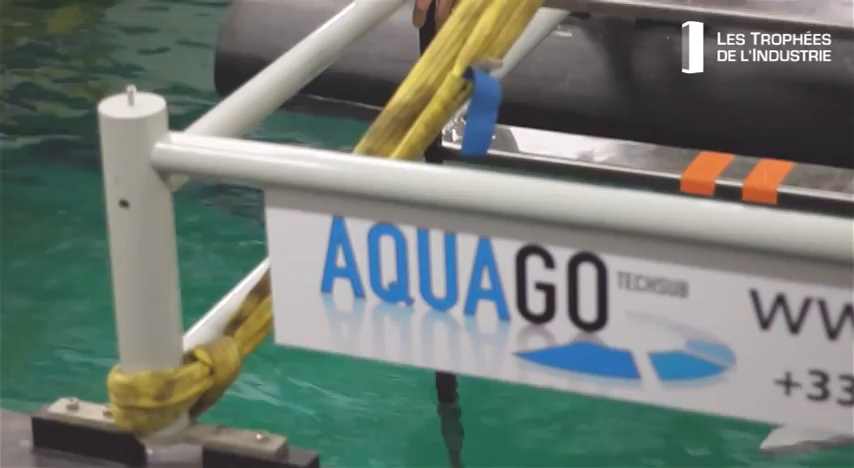 LES TROPHÉES
DE L'INDUSTRIE
AQUAGO TECHSUB
+33